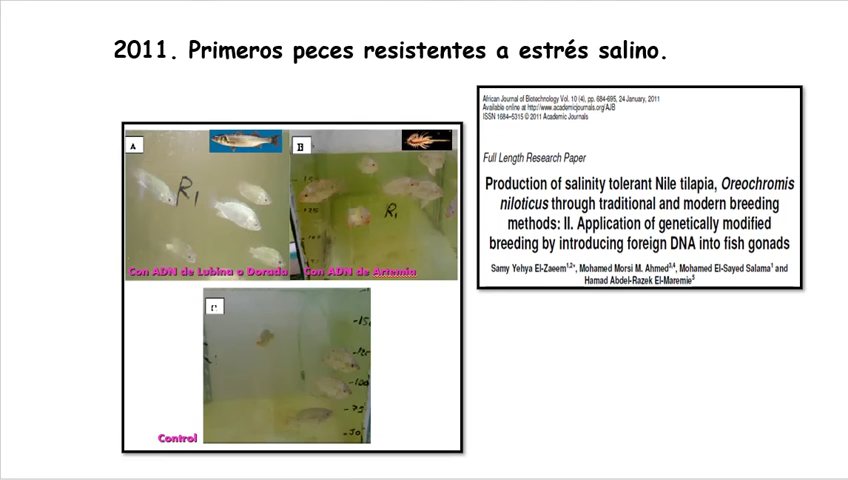 2011. Primeros peces resistentes a estrés salino.
African Journal of Biotechnology Vol. 10 (4), pp. 684-695, 24 January, 2011
Available online at http://www.academicjournals.org/AJB
ISSN 1684–5315 © 2011 Academic Journals
Full Length Research Paper
Production of salinity tolerant Nile tilapia, Oreochromis
niloticus through traditional and modern breeding
methods: II. Application of genetically modified
breeding by introducing foreign DNA into fish gonads
Samy Yehya El-Zaeem1,2*, Mohamed Morsi M. Ahmed3,4, Mohamed El-Sayed Salama1 and
Hamad Abdel-Razek El-Maremie5
A
R1
Con ADN de Lubina o Dorada
B
R1
125
Con ADN de Artemia
C
-125
-100
-75
-50
Control